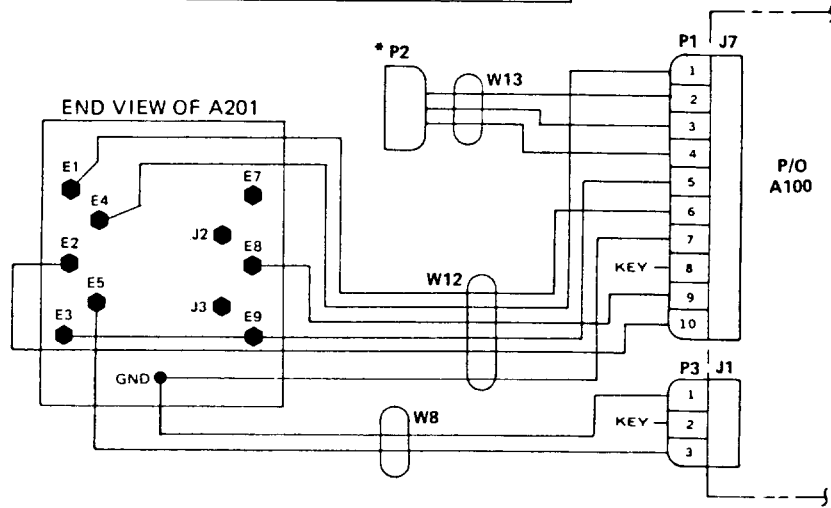 * P2
W13
P1 J7
1
2
3
4
5
6
7
KEY 8
9
10
P/O
A100
END VIEW OF A201
E1
E4
E7
E2
J2
E8
E5
J3
E3
E9
GND
W12
W8
P3 J1
1
KEY 2
3